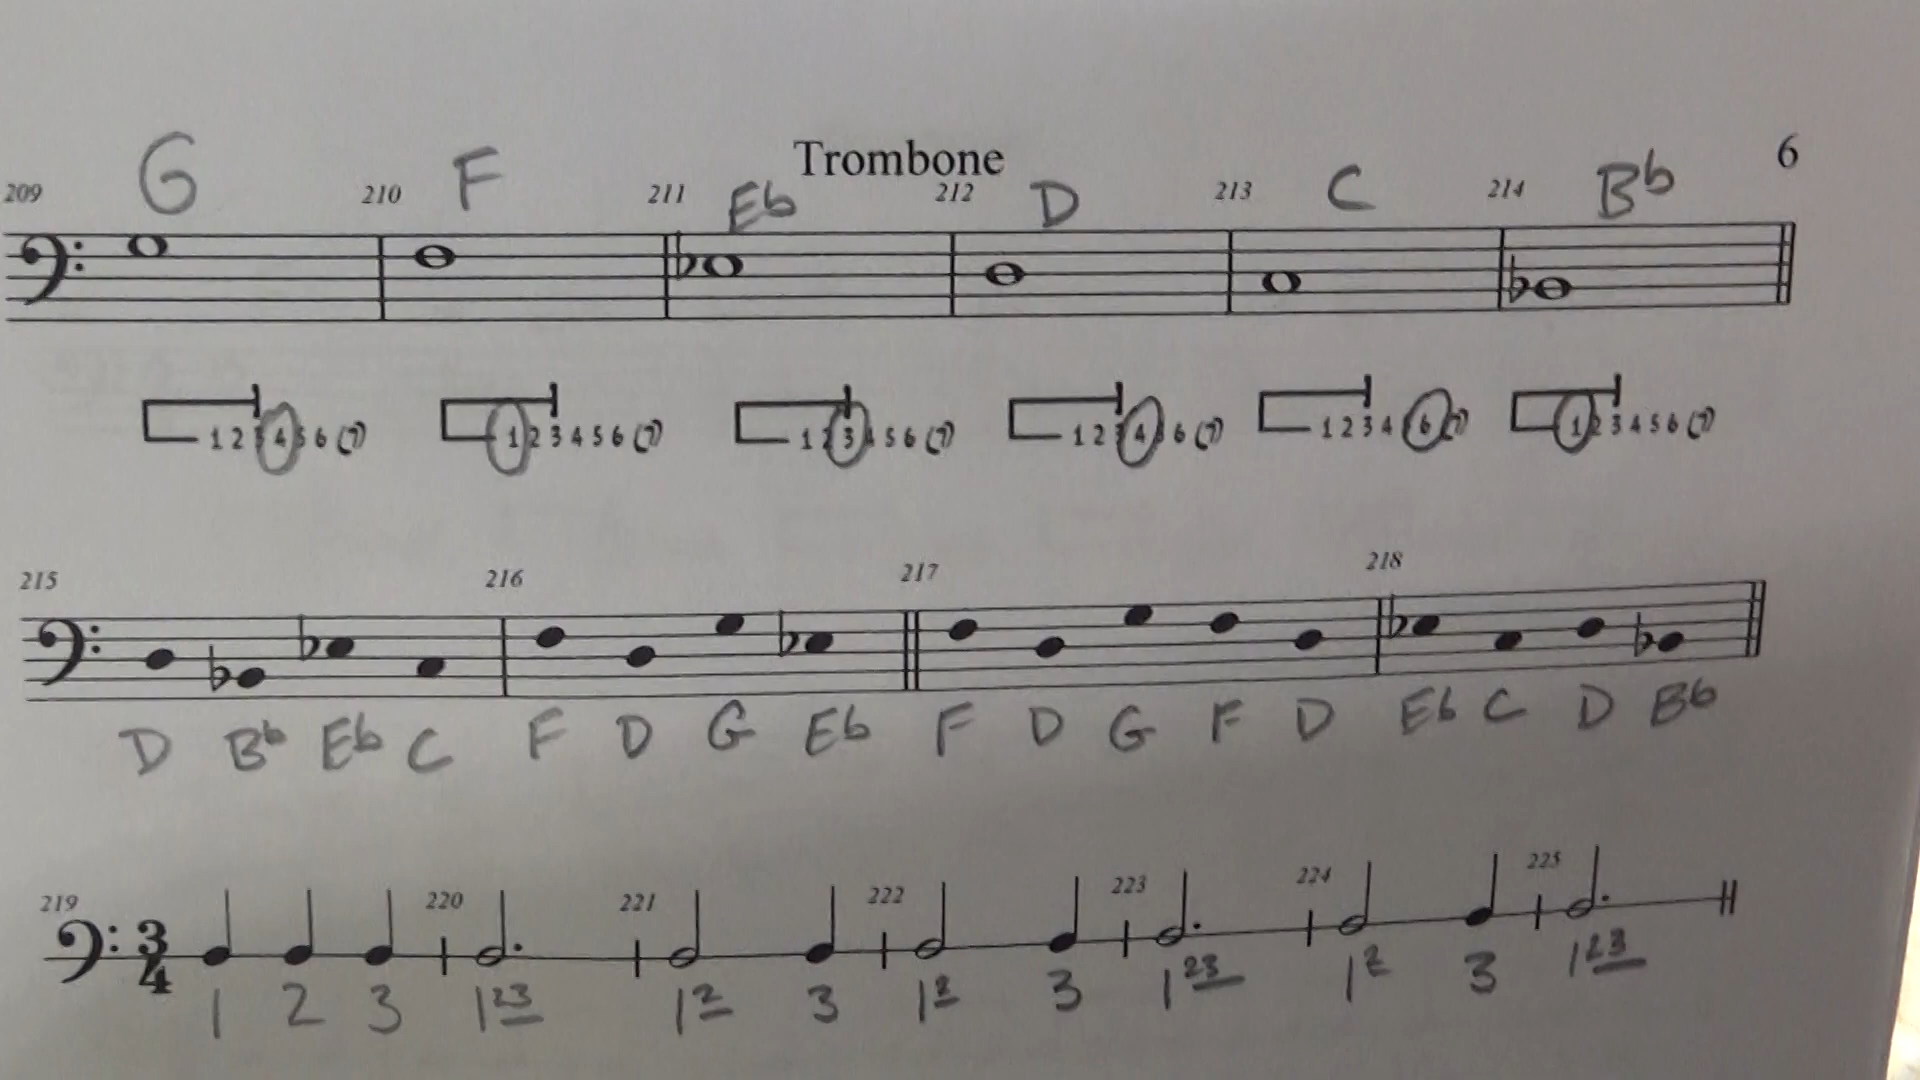 Trombone 6
209 G 210 F 211 Eb 212 D 213 C 214 Bb
1 2 3 4 5 6 (7) 1 2 3 4 5 6 (7) 1 2 3 4 5 6 (7) 1 2 3 4 5 6 (7) 1 2 3 4 6 (7) 1 2 3 4 5 6 (7)
215 216 217 218
D Bb Eb C F D G Eb F D G F D Eb C D Bb
219 220 221 222 223 224 225
3
4
1 2 3 123 12 3 12 3 123 12 3 123